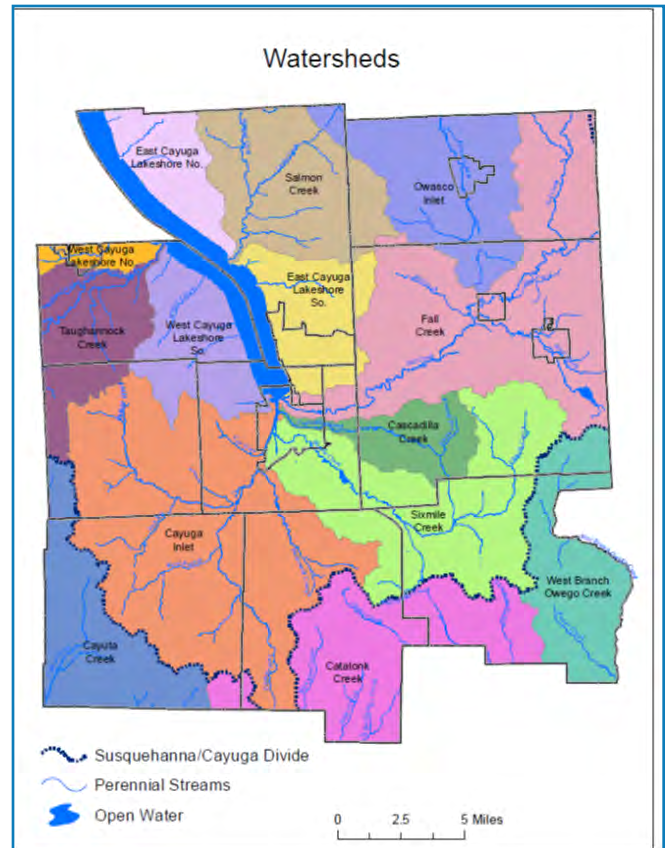 Watersheds
East Cayuga
Lakeshore No.
Salmon
Creek
Owasco
Inlet
West Cayuga
Lakeshore No.
East Cayuga
Lakeshore
So.
Taughannock
Creek
West Cayuga
Lakeshore
So.
Fall
Creek
Cascadilla
Creek
Sixmile
Creek
Cayuga
Inlet
West Branch
Owego Creek
Cayuta
Creek
Catatonk
Creek
Susquehanna/Cayuga Divide
Perennial Streams
Open Water
0 2.5 5 Miles